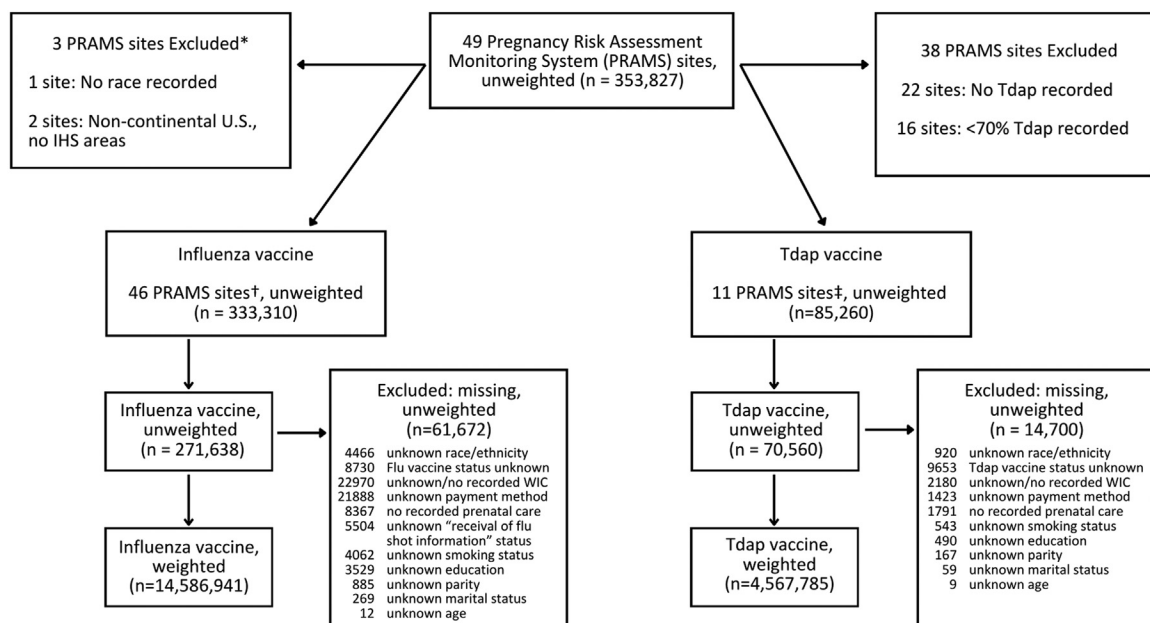 3 PRAMS sites Excluded*
1 site: No race recorded
2 sites: Non-continental U.S.,
no IHS areas
49 Pregnancy Risk Assessment
Monitoring System (PRAMS) sites,
unweighted (n = 353,827)
38 PRAMS sites Excluded
22 sites: No Tdap recorded
16 sites: <70% Tdap recorded
Influenza vaccine
46 PRAMS sites†, unweighted
(n = 333,310)
Tdap vaccine
11 PRAMS sites‡, unweighted
(n=85,260)
Influenza vaccine,
unweighted
(n = 271,638)
Excluded: missing,
unweighted
(n=61,672)
4466 unknown race/ethnicity
8730 Flu vaccine status unknown
22970 unknown/no recorded WIC
21888 unknown payment method
8367 no recorded prenatal care
5504 unknown “receival of flu
shot information” status
4062 unknown smoking status
3529 unknown education
885 unknown parity
269 unknown marital status
12 unknown age
Tdap vaccine,
unweighted
(n = 70,560)
Excluded: missing,
unweighted
(n = 14,700)
920 unknown race/ethnicity
9653 Tdap vaccine status unknown
2180 unknown/no recorded WIC
1423 unknown payment method
1791 no recorded prenatal care
543 unknown smoking status
490 unknown education
167 unknown parity
59 unknown marital status
9 unknown age
Influenza vaccine,
weighted
(n=14,586,941)
Tdap vaccine,
weighted
(n=4,567,785)